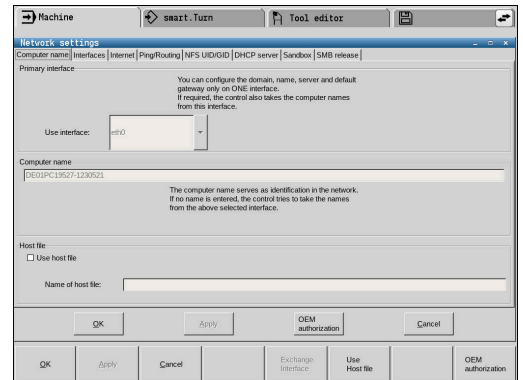 Machine
smart.Turn
Tool editor
Network settings
Computer name Interfaces Internet Ping/Routing NFS UID/GID DHCP server Sandbox SMB release
Primary interface
You can configure the domain, name, server and default
gateway only on ONE interface.
If required, the control also takes the computer names
from this interface.
Use interface: eth0
Computer name
DE01PC19527-1230521
The computer name serves as identification in the network.
If no name is entered, the control tries to take the names
from the above selected interface.
Host file
Use host file
Name of host file:
OK
Apply
OEM
authorization
Cancel
OK
Apply
Cancel
Exchange
Interface
Use
Host file
OEM
authorization